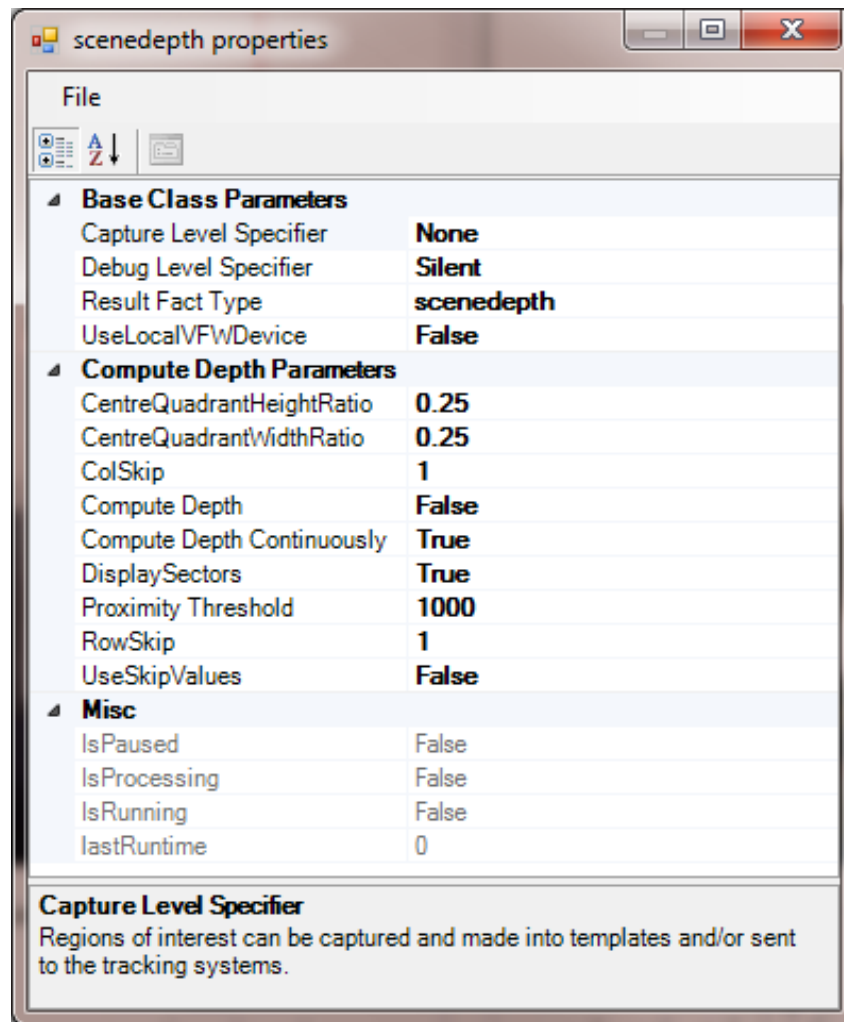 scenedepth properties
File
Base Class Parameters
Capture Level Specifier None
Debug Level Specifier Silent
Result Fact Type scenedepth
UseLocalVFWDevice False
Compute Depth Parameters
CentreQuadrantHeightRatio 0.25
CentreQuadrantWidthRatio 0.25
ColSkip 1
Compute Depth False
Compute Depth Continuously True
DisplaySectors True
Proximity Threshold 1000
RowSkip 1
UseSkipValues False
Misc
IsPaused False
IsProcessing False
IsRunning False
lastRuntime 0
Capture Level Specifier
Regions of interest can be captured and made into templates and/or sent
to the tracking systems.